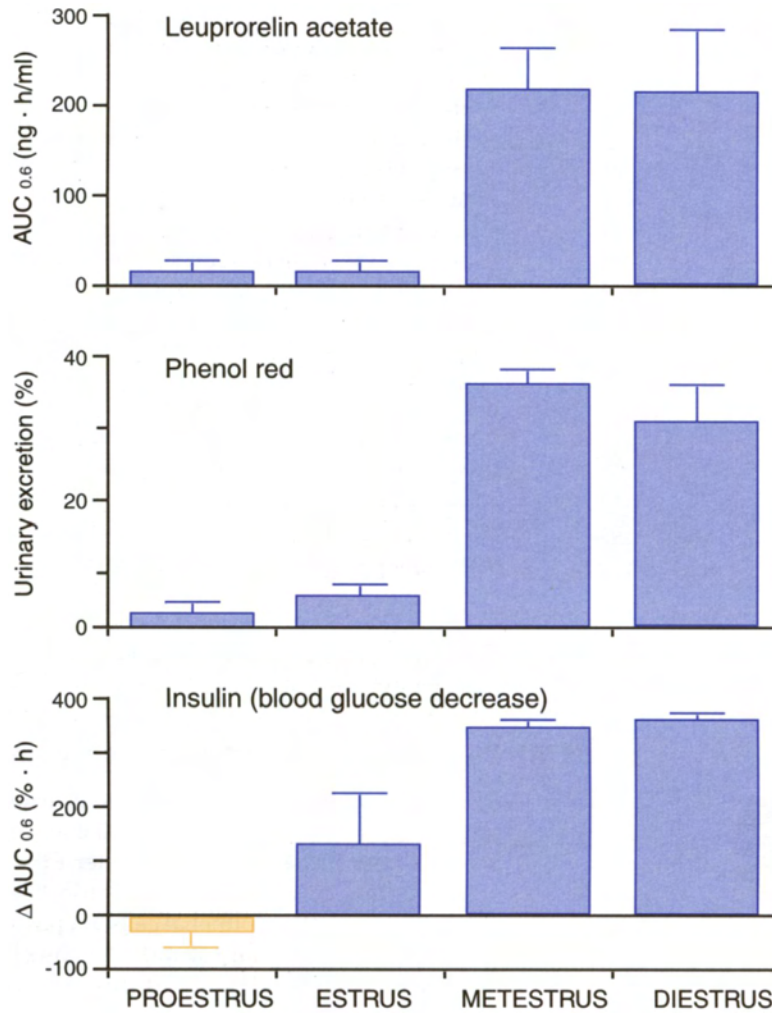 Leuprorelin acetate
AUC 0.6 (ng · h/ml)
300
200
100
0
Phenol red
Urinary excretion (%)
40
20
0
Insulin (blood glucose decrease)
Δ AUC 0.6 (% · h)
400
200
0
-100
PROESTRUS ESTRUS METESTRUS DIESTRUS